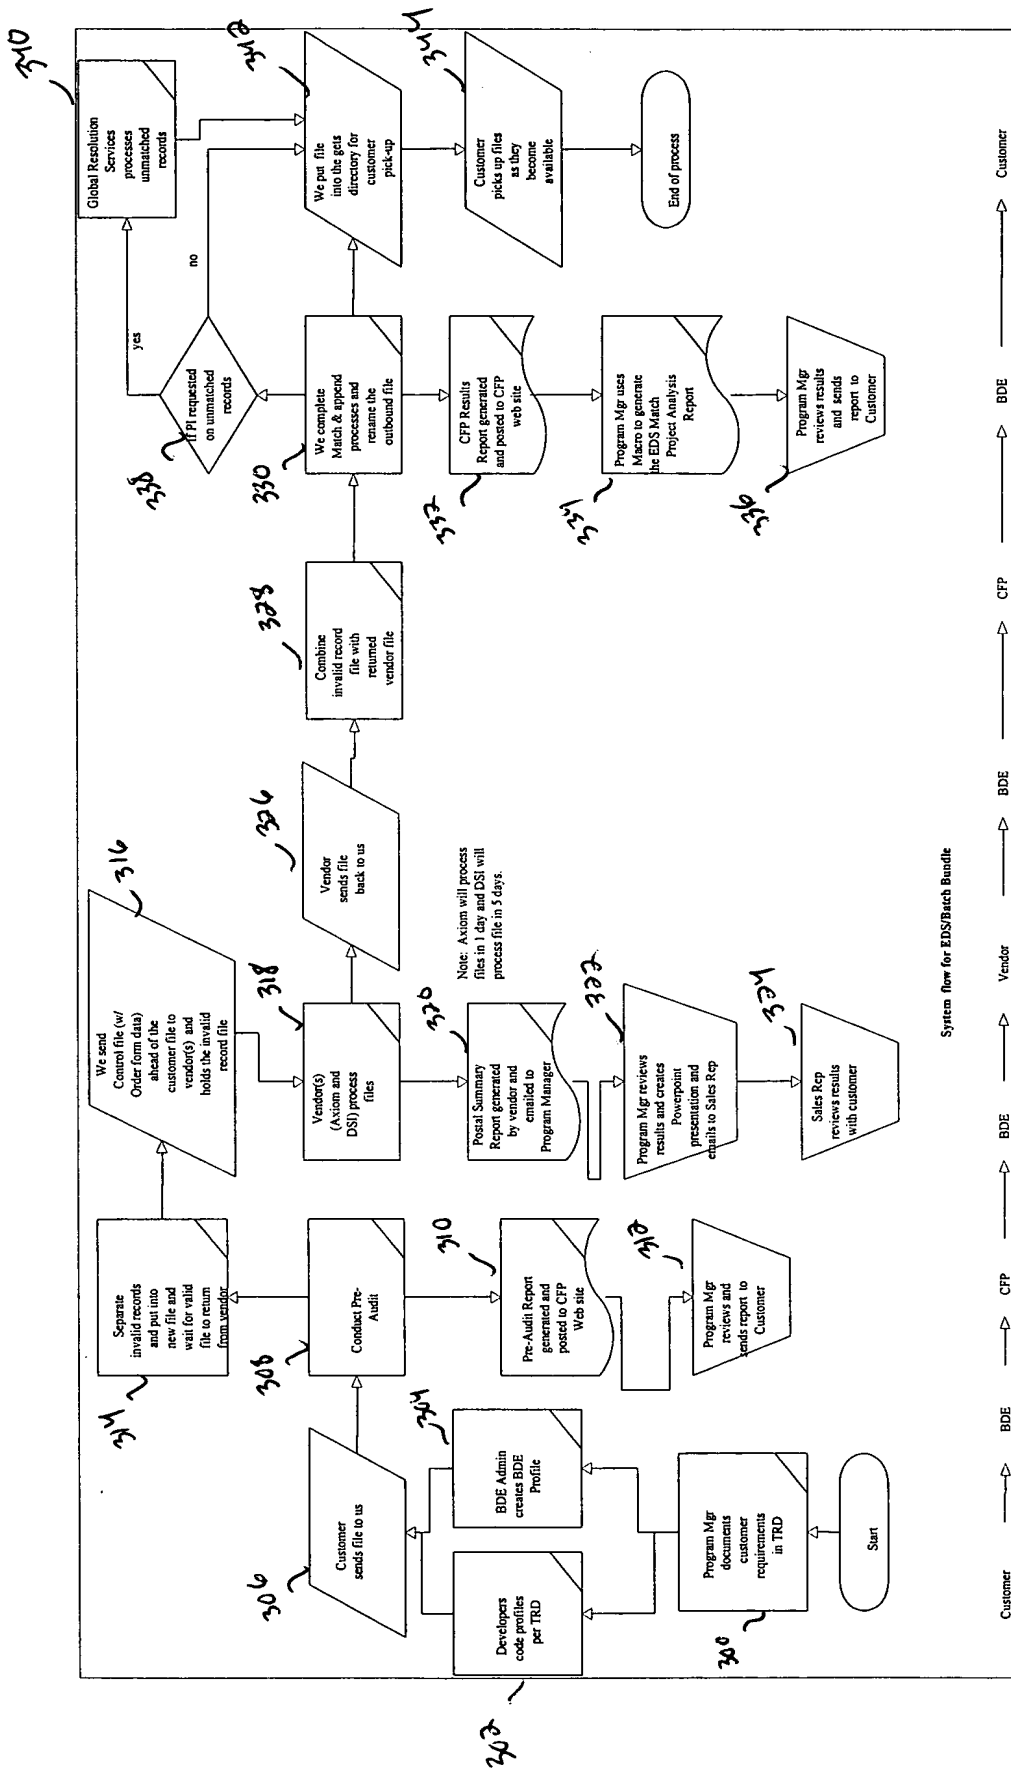 Start
Program Mgr
documents
customer
requirements
in TRD
300
Developers
code profiles
per TRD
302
BDE Admin
creates BDE
Profile
304
Customer
sends file to us
306
Conduct Pre-
Audit
308
Pre-Audit Report
generated and
posted to CFP
Web site
310
Program Mgr
reviews and
sends report to
Customer
312
Separate
invalid records
and put into
new file and
wait for valid
file to return
from vendor
314
We send
Control file (w/
Order form data)
ahead of the
customer file to
vendor(s) and
holds the invalid
record file
316
Vendor(s)
(Axiom and
DSI) process
files
318
Postal Summary
Report generated
by vendor and
emailed to
Program Manager
320
Program Mgr reviews
results and creates
Powerpoint
presentation and
emails to Sales Rep
322
Sales Rep
reviews results
with customer
324
Vendor
sends file
back to us
326
Note: Axiom will process
files in 1 day and DSI will
process file in 5 days.
Combine
invalid record
file with
returned
vendor file
328
We complete
Match & append
processes and
rename the
outbound file
330
CFP Results
Report generated
and posted to CFP
web site
332
Program Mgr uses
Macro to generate
the EDS Match
Project Analysis
Report
334
Program Mgr
reviews results
and sends
report to
Customer
336
If PI requested
on unmatched
records
338
yes
no
Global Resolution
Services
processes
unmatched
records
340
We put file
into the gets
directory for
customer
pick-up
342
Customer
picks up files
as they
become
available
344
End of process
System flow for EDS/Batch Bundle
Customer BDE CFP BDE Vendor BDE CFP BDE Customer